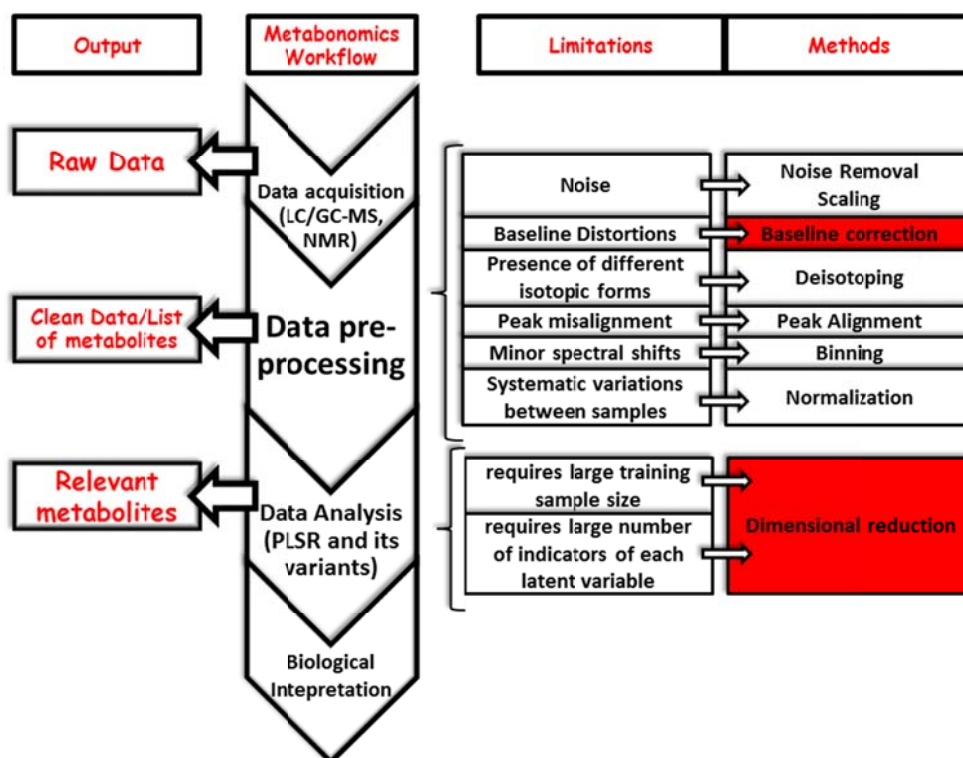 Output
Metabonomics
Workflow
Limitations
Methods
Raw Data
Data acquisition
(LC/GC-MS,
NMR)
Clean Data/List
of metabolites
Data pre-
processing
Relevant
metabolites
Data Analysis
(PLSR and its
variants)
Biological
Intepretation
Noise
Noise Removal
Scaling
Baseline Distortions
Baseline correction
Presence of different
isotopic forms
Deisotoping
Peak misalignment
Peak Alignment
Minor spectral shifts
Binning
Systematic variations
between samples
Normalization
requires large training
sample size
requires large number
of indicators of each
latent variable
Dimensional reduction